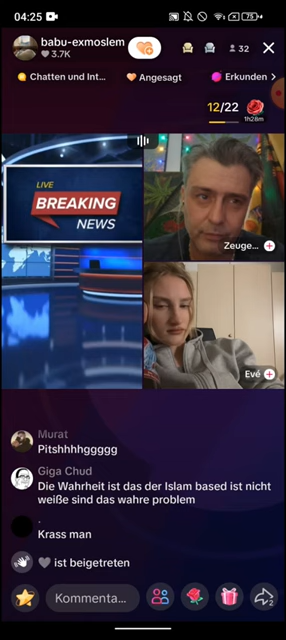 04:25
babu-exmoslem
3.7K
32
Chatten und Int...
Angesagt
Erkunden
12/22
1h28m
LIVE
BREAKING
NEWS
Zeuge...
Evé
Murat
Pitshhhhggggg
Giga Chud
Die Wahrheit ist das der Islam based ist nicht
weiße sind das wahre problem
.
Krass man
ist beigetreten
Kommenta...
2